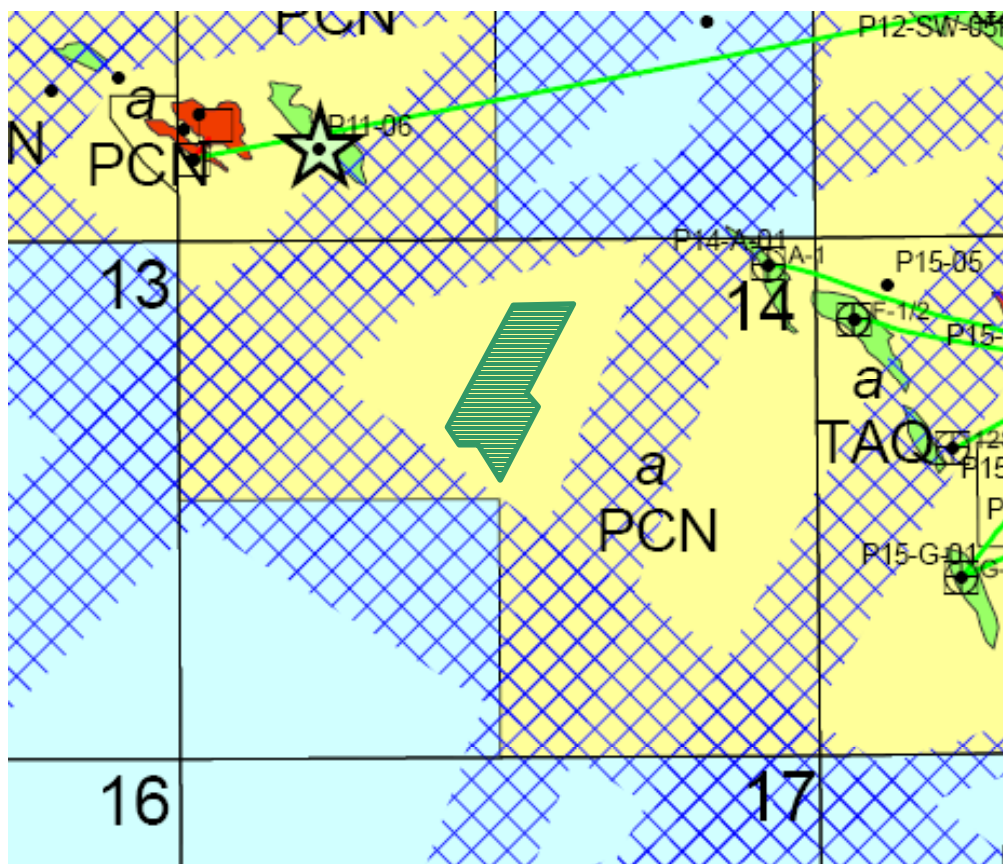 PCN
P12-SW-05
a
P11-06
N
PCN
P14-A-01
A-1
P15-05
13
14
F-1/2
P15-
a
a
TAQ
P15
PCN
P
P15-G-01
G-
16
17